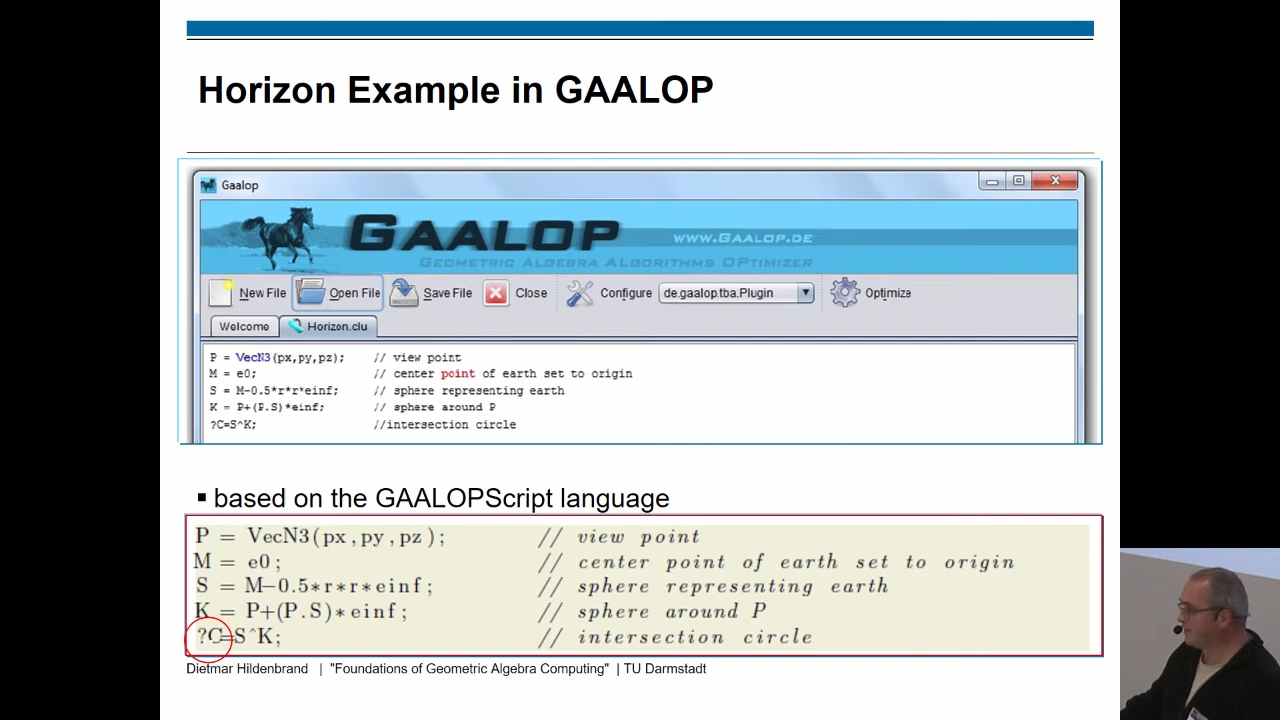 Horizon Example in GAALOP
Gaalop
GAALOP www.Gaalop.de
Geometric Algebra ALgorithms OPtimizer
New File Open File Save File Close Configure de.gaalop.tba.Plugin Optimize
Welcome Horizon.clu
P = VecN3(px,py,pz); // view point
M = e0; // center point of earth set to origin
S = M-0.5*r*r*einf; // sphere representing earth
K = P+(P.S)*einf; // sphere around P
?C=S^K; //intersection circle
▪ based on the GAALOPScript language
P = VecN3(px,py,pz); // view point
M = e0; // center point of earth set to origin
S = M-0.5*r*r*einf; // sphere representing earth
K = P+(P.S)*einf; // sphere around P
?C=S^K; // intersection circle
Dietmar Hildenbrand | "Foundations of Geometric Algebra Computing" | TU Darmstadt